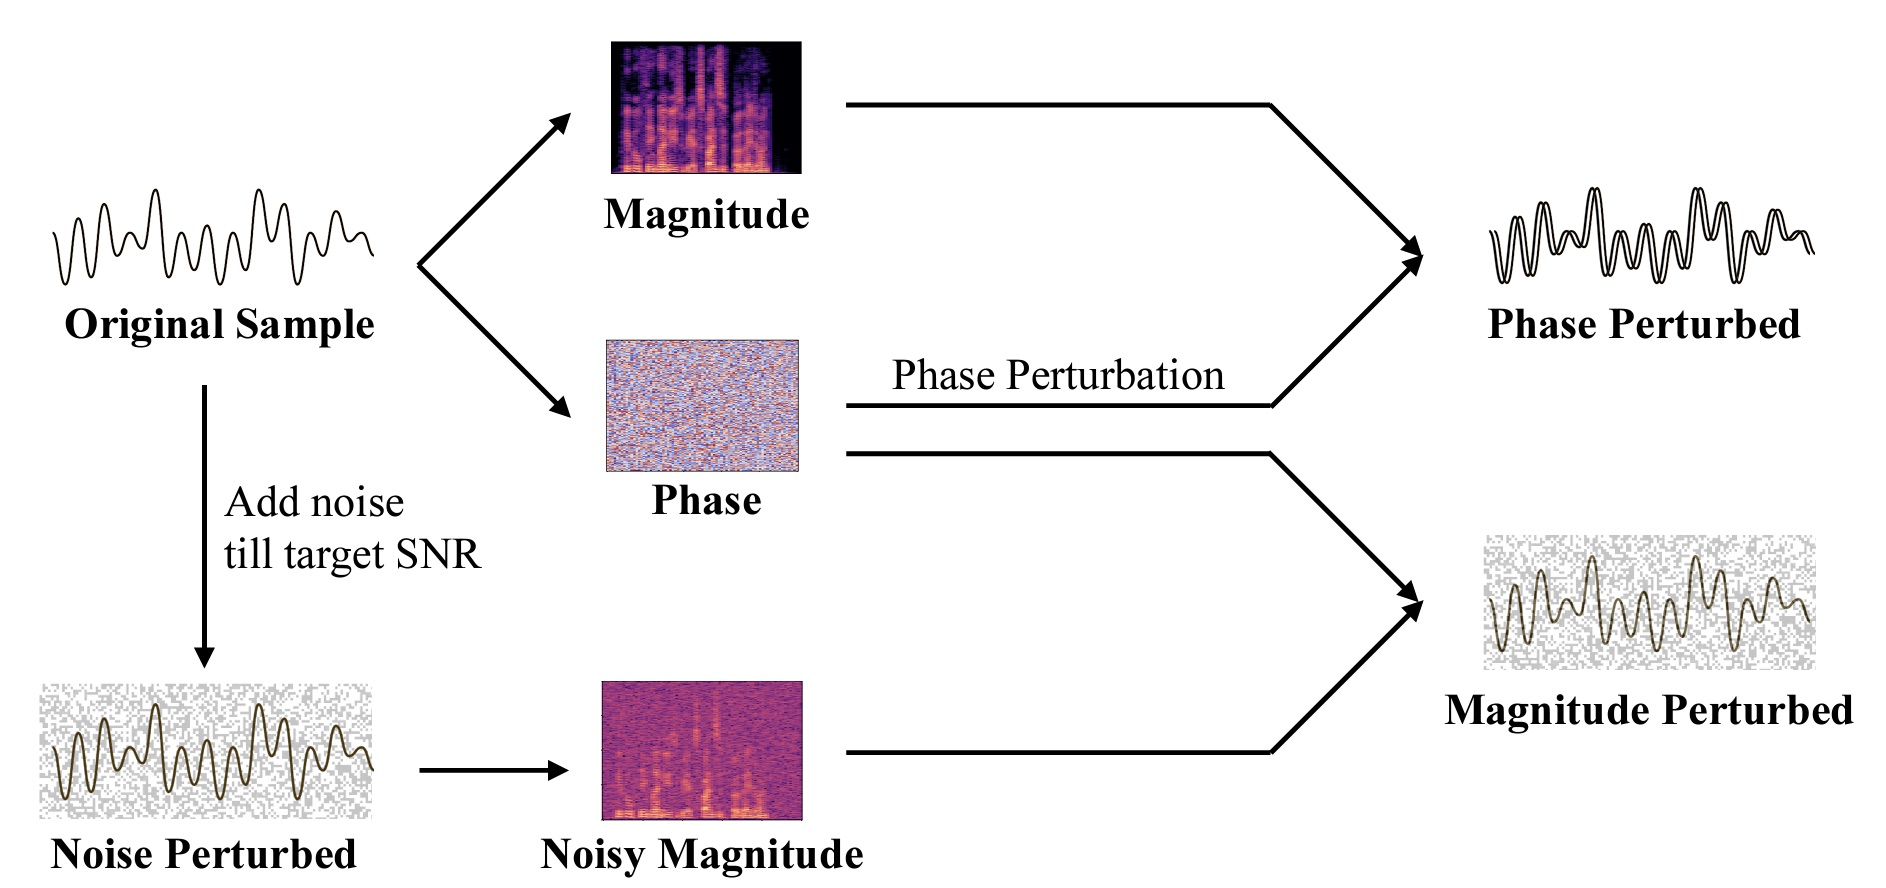 Magnitude
Original Sample
Phase Perturbed
Phase Perturbation
Phase
Add noise
till target SNR
Magnitude Perturbed
Noise Perturbed
Noisy Magnitude